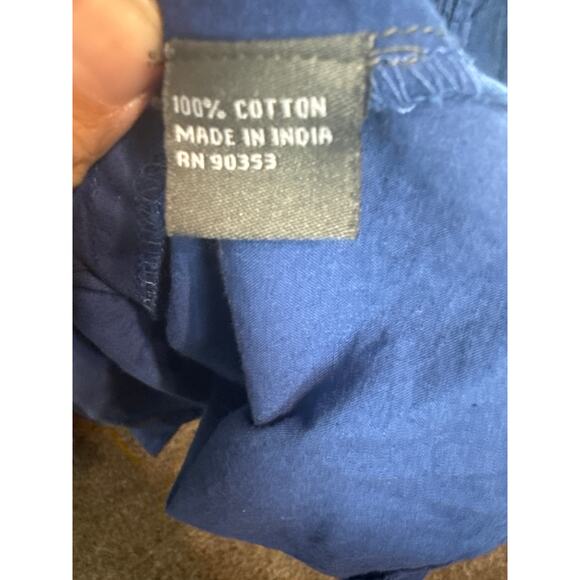 100% COTTON
MADE IN INDIA
RN 90353